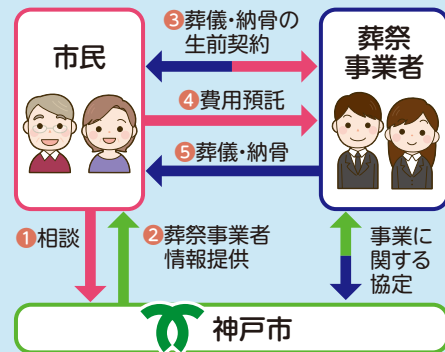 ❸葬儀・納骨の
生前契約
市民
葬祭
事業者
❹費用預託
❺葬儀・納骨
❶相談
❷葬祭事業者
情報提供
事業に
関する
協定
神戸市